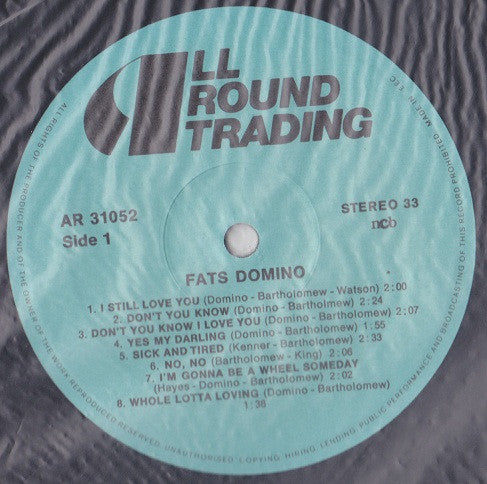 ALL
ROUND
TRADING
AR 31052
Side 1
STEREO 33
ncb
FATS DOMINO
1. I STILL LOVE YOU (Domino - Bartholomew - Watson) 2:00
2. DON'T YOU KNOW (Domino - Bartholmew) 2:24
3. DON'T YOU KNOW I LOVE YOU (Domino - Bartholomew) 2:07
4. YES MY DARLING (Domino - Bartholomew) 1:55
5. SICK AND TIRED (Kenner - Bartholomew) 2:33
6. NO, NO (Bartholomew - King) 2:06
7. I'M GONNA BE A WHEEL SOMEDAY
(Hayes - Domino - Bartholomew) 2:02
8. WHOLE LOTTA LOVING (Domino - Bartholomew)
1:38
ALL RIGHTS OF THE PRODUCER AND OF THE OWNER OF THE WORK REPRODUCED RESERVED. UNAUTHORISED COPYING, HIRING, LENDING, PUBLIC PERFORMANCE AND BROADCASTING OF THIS RECORD PROHIBITED. MADE IN EEC